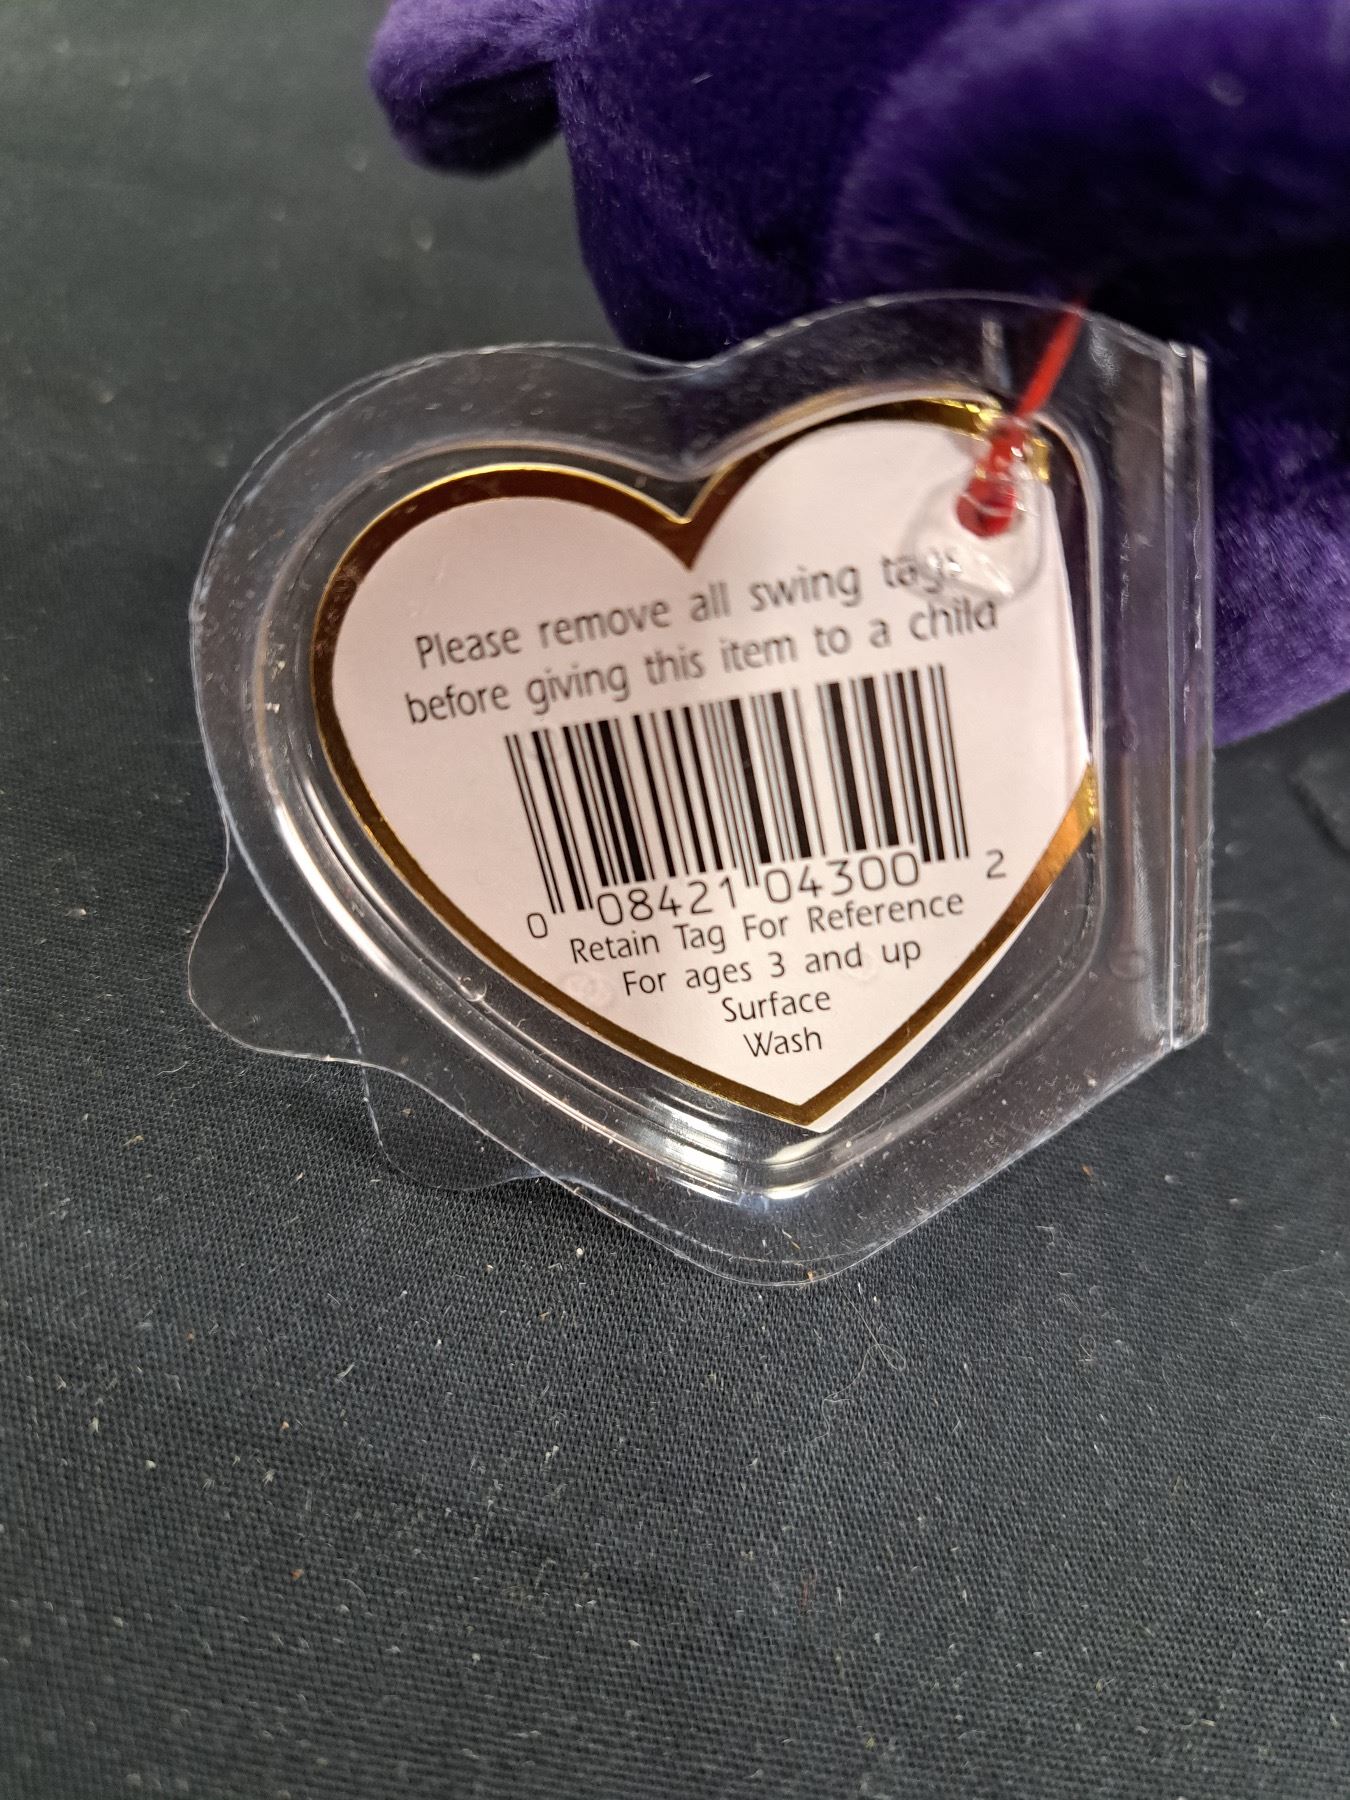 Please remove all swing tags
before giving this item to a child
0 08421 04300 2
Retain Tag For Reference
For ages 3 and up
Surface
Wash